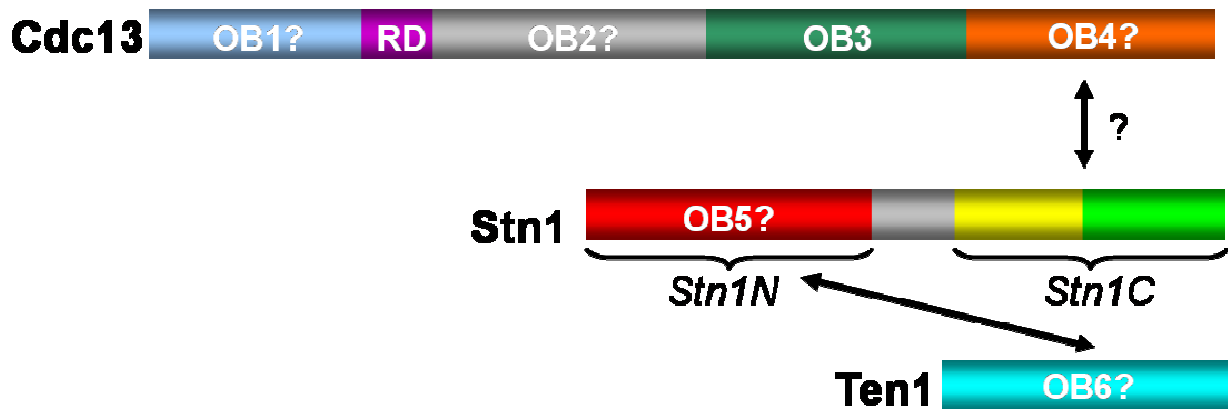 Cdc13 OB1? RD OB2? OB3 OB4?
?
Stn1 OB5?
Stn1N Stn1C
Ten1 OB6?